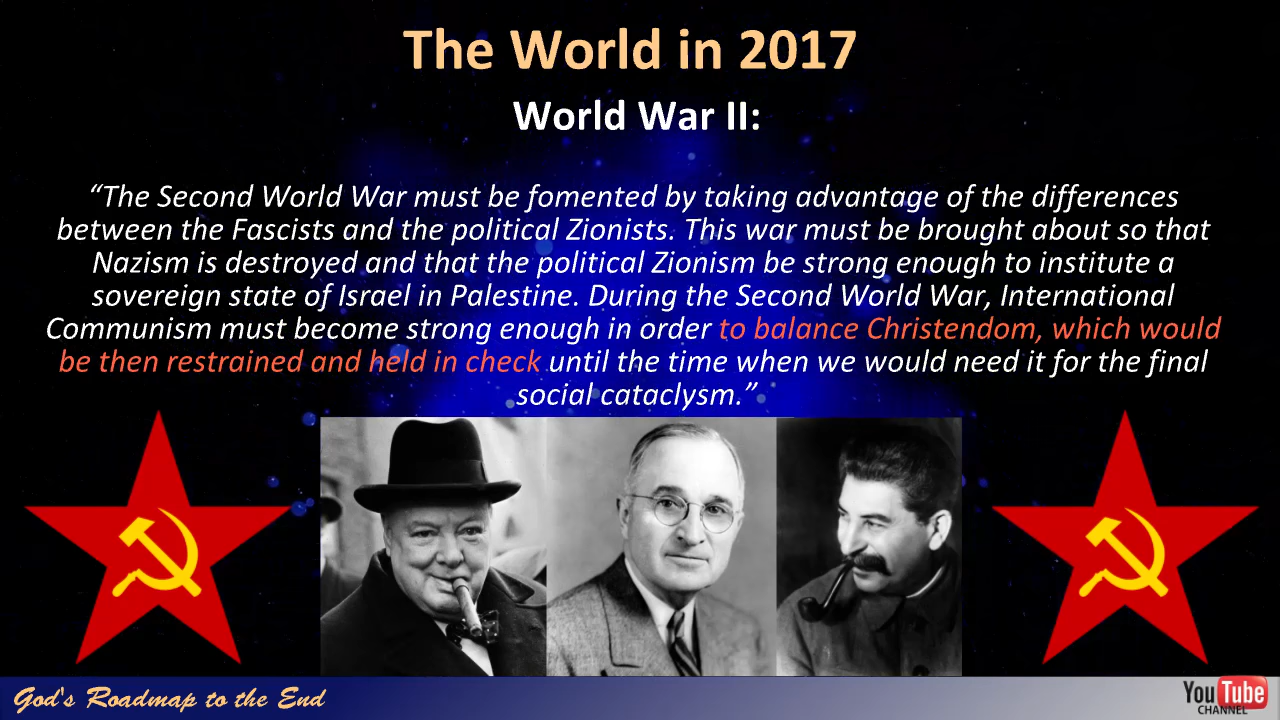 The World in 2017
World War II:
“The Second World War must be fomented by taking advantage of the differences
between the Fascists and the political Zionists. This war must be brought about so that
Nazism is destroyed and that the political Zionism be strong enough to institute a
sovereign state of Israel in Palestine. During the Second World War, International
Communism must become strong enough in order to balance Christendom, which would
be then restrained and held in check until the time when we would need it for the final
social cataclysm.”
God's Roadmap to the End
YouTube
CHANNEL